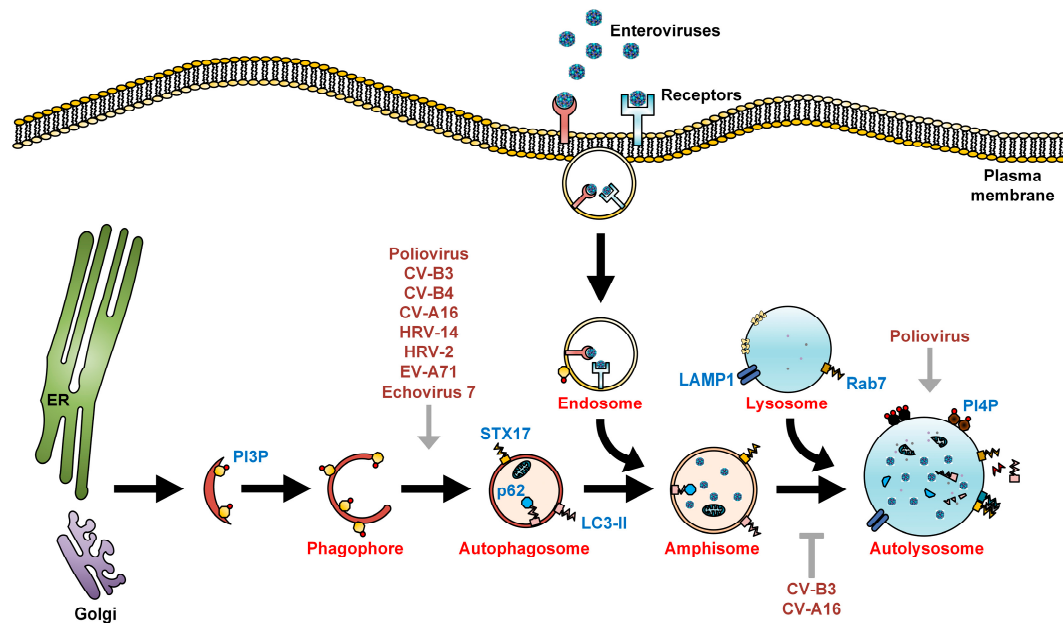 Enteroviruses
Receptors
Plasma
membrane
Poliovirus
CV-B3
CV-B4
CV-A16
HRV-14
HRV-2
EV-A71
Echovirus 7
Poliovirus
ER
LAMP1
Rab7
Endosome
Lysosome
PI4P
STX17
PI3P
p62
LC3-II
Phagophore
Autophagosome
Amphisome
Autolysosome
CV-B3
CV-A16
Golgi